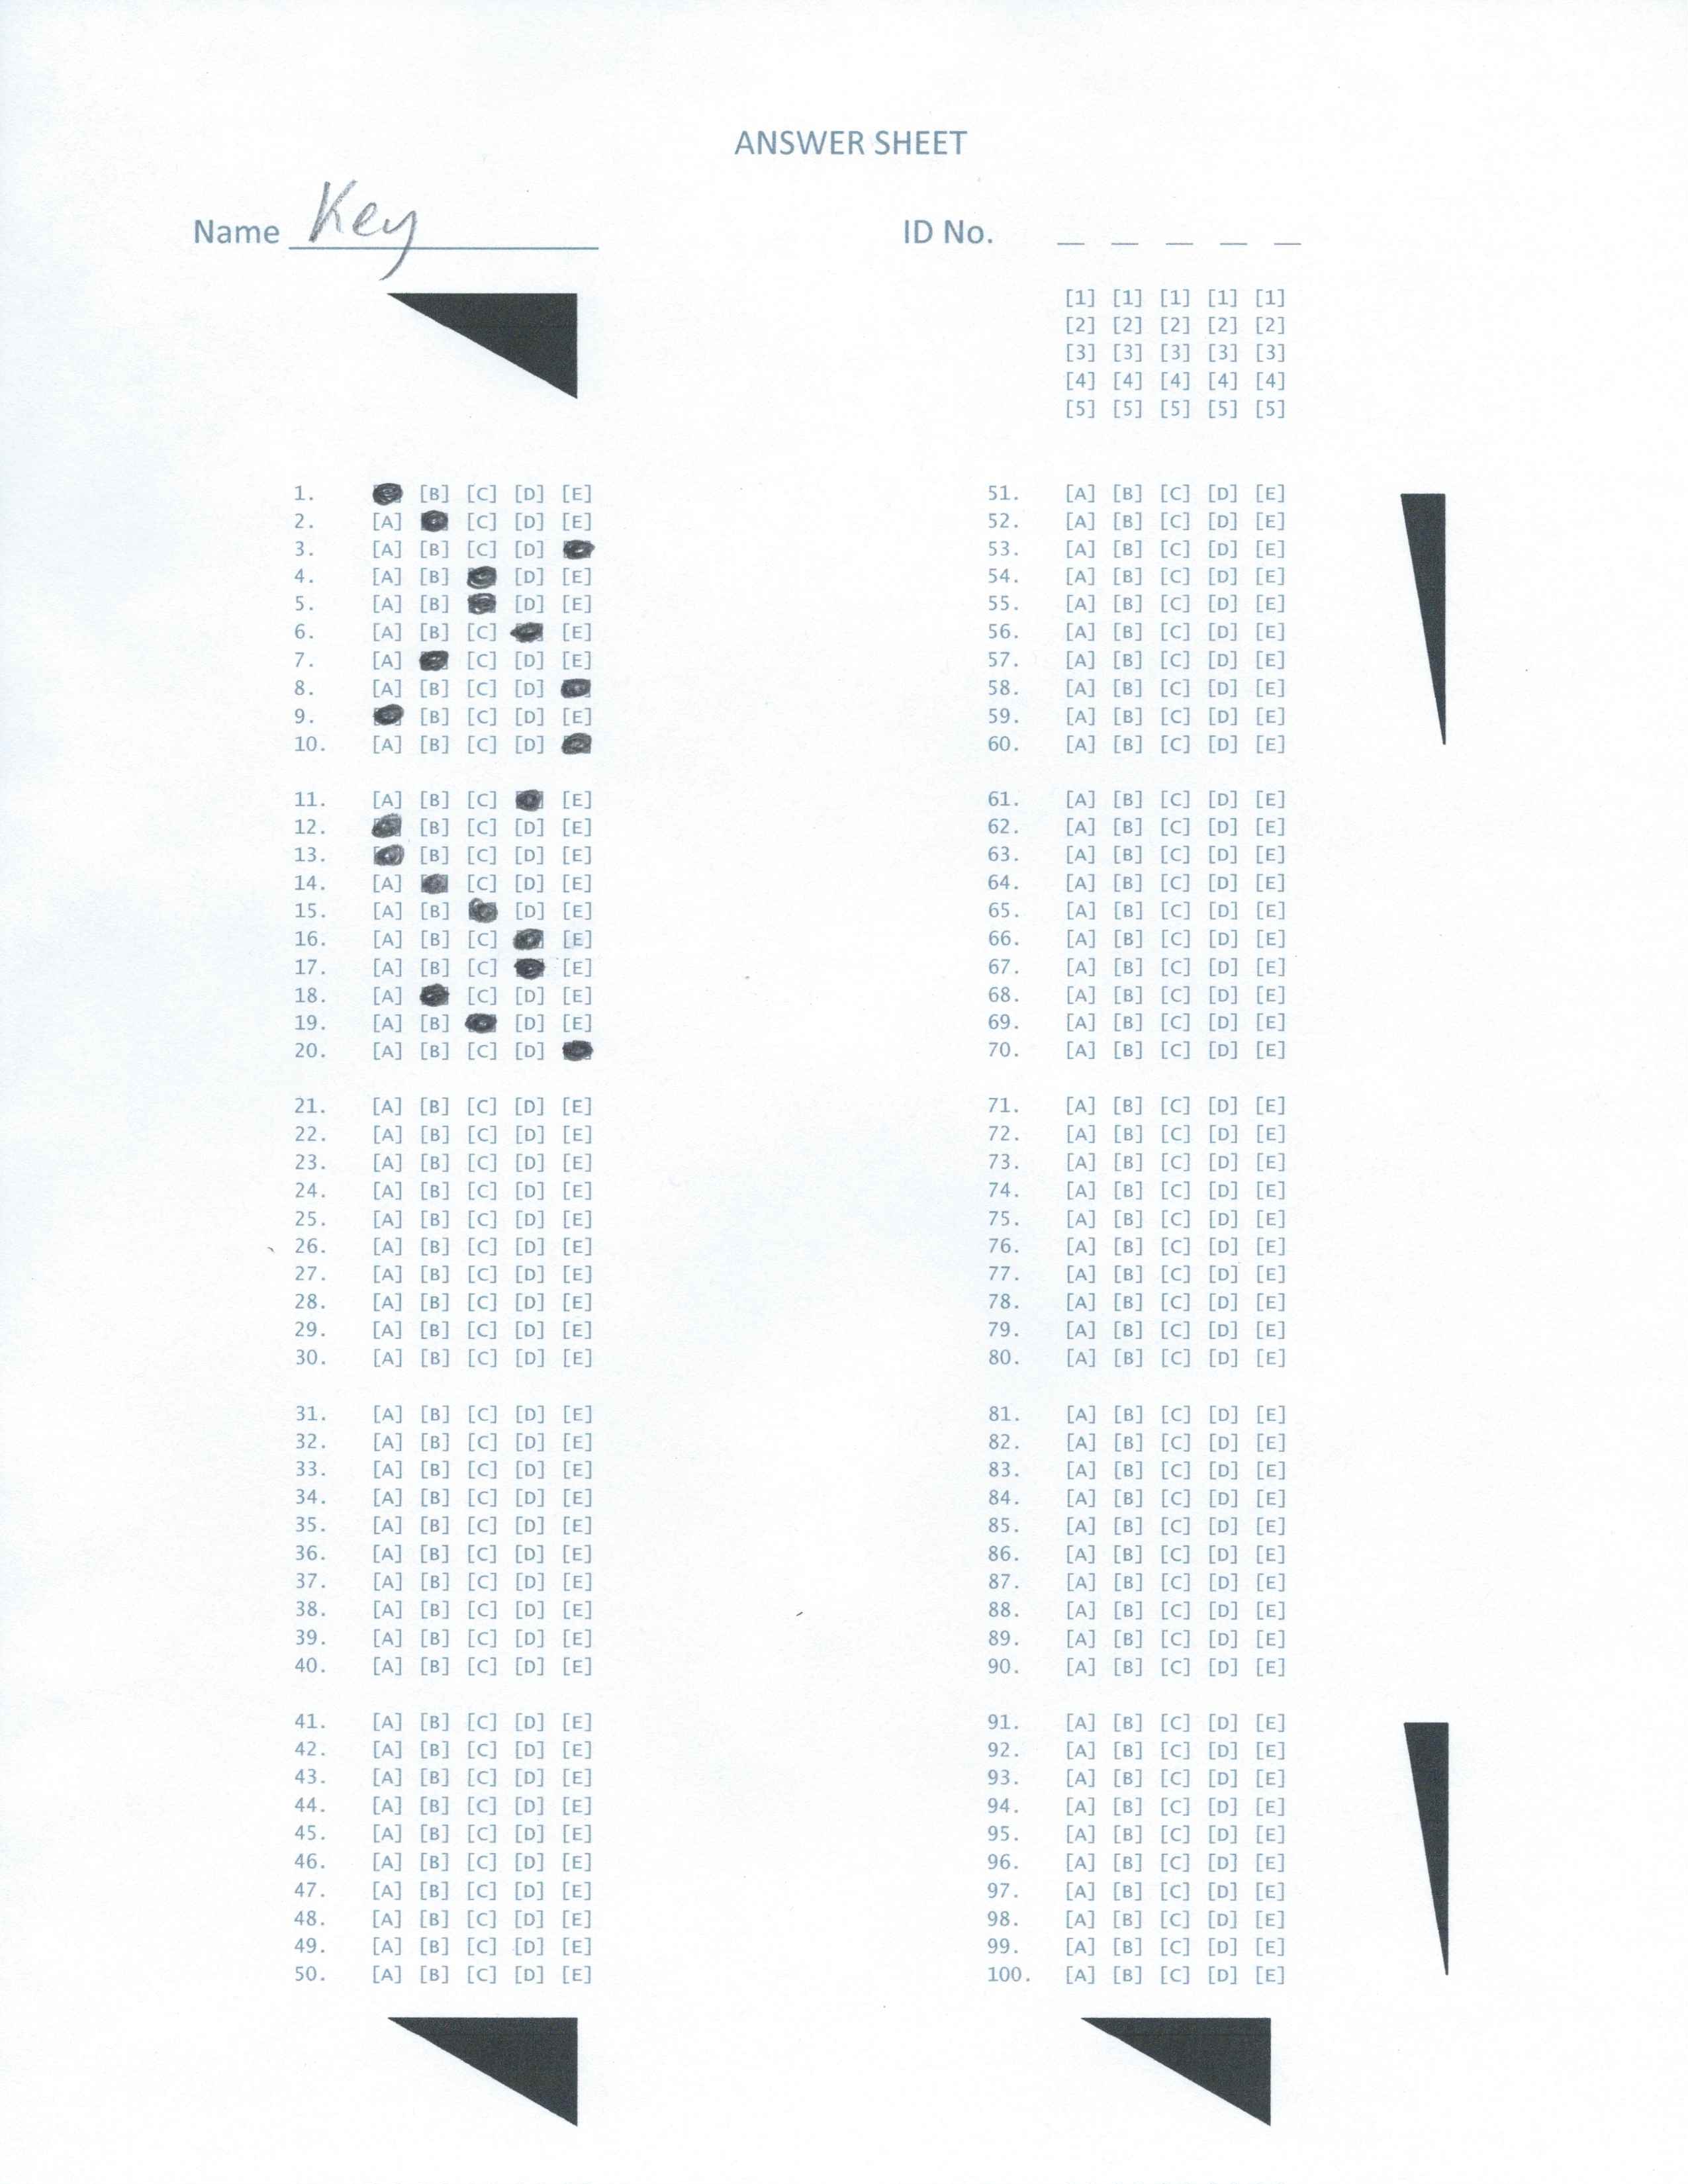 ANSWER SHEET
Name Key
ID No. _ _ _ _ _
[1] [1] [1] [1] [1]
[2] [2] [2] [2] [2]
[3] [3] [3] [3] [3]
[4] [4] [4] [4] [4]
[5] [5] [5] [5] [5]
1. [B] [C] [D] [E]
2. [A] [C] [D] [E]
3. [A] [B] [C] [D]
4. [A] [B] [D] [E]
5. [A] [B] [D] [E]
6. [A] [B] [C] [E]
7. [A] [C] [D] [E]
8. [A] [B] [C] [D]
9. [B] [C] [D] [E]
10. [A] [B] [C] [D]
11. [A] [B] [C] [E]
12. [B] [C] [D] [E]
13. [B] [C] [D] [E]
14. [A] [C] [D] [E]
15. [A] [B] [D] [E]
16. [A] [B] [C] [E]
17. [A] [B] [C] [E]
18. [A] [C] [D] [E]
19. [A] [B] [D] [E]
20. [A] [B] [C] [D]
21. [A] [B] [C] [D] [E]
22. [A] [B] [C] [D] [E]
23. [A] [B] [C] [D] [E]
24. [A] [B] [C] [D] [E]
25. [A] [B] [C] [D] [E]
26. [A] [B] [C] [D] [E]
27. [A] [B] [C] [D] [E]
28. [A] [B] [C] [D] [E]
29. [A] [B] [C] [D] [E]
30. [A] [B] [C] [D] [E]
31. [A] [B] [C] [D] [E]
32. [A] [B] [C] [D] [E]
33. [A] [B] [C] [D] [E]
34. [A] [B] [C] [D] [E]
35. [A] [B] [C] [D] [E]
36. [A] [B] [C] [D] [E]
37. [A] [B] [C] [D] [E]
38. [A] [B] [C] [D] [E]
39. [A] [B] [C] [D] [E]
40. [A] [B] [C] [D] [E]
41. [A] [B] [C] [D] [E]
42. [A] [B] [C] [D] [E]
43. [A] [B] [C] [D] [E]
44. [A] [B] [C] [D] [E]
45. [A] [B] [C] [D] [E]
46. [A] [B] [C] [D] [E]
47. [A] [B] [C] [D] [E]
48. [A] [B] [C] [D] [E]
49. [A] [B] [C] [D] [E]
50. [A] [B] [C] [D] [E]
51. [A] [B] [C] [D] [E]
52. [A] [B] [C] [D] [E]
53. [A] [B] [C] [D] [E]
54. [A] [B] [C] [D] [E]
55. [A] [B] [C] [D] [E]
56. [A] [B] [C] [D] [E]
57. [A] [B] [C] [D] [E]
58. [A] [B] [C] [D] [E]
59. [A] [B] [C] [D] [E]
60. [A] [B] [C] [D] [E]
61. [A] [B] [C] [D] [E]
62. [A] [B] [C] [D] [E]
63. [A] [B] [C] [D] [E]
64. [A] [B] [C] [D] [E]
65. [A] [B] [C] [D] [E]
66. [A] [B] [C] [D] [E]
67. [A] [B] [C] [D] [E]
68. [A] [B] [C] [D] [E]
69. [A] [B] [C] [D] [E]
70. [A] [B] [C] [D] [E]
71. [A] [B] [C] [D] [E]
72. [A] [B] [C] [D] [E]
73. [A] [B] [C] [D] [E]
74. [A] [B] [C] [D] [E]
75. [A] [B] [C] [D] [E]
76. [A] [B] [C] [D] [E]
77. [A] [B] [C] [D] [E]
78. [A] [B] [C] [D] [E]
79. [A] [B] [C] [D] [E]
80. [A] [B] [C] [D] [E]
81. [A] [B] [C] [D] [E]
82. [A] [B] [C] [D] [E]
83. [A] [B] [C] [D] [E]
84. [A] [B] [C] [D] [E]
85. [A] [B] [C] [D] [E]
86. [A] [B] [C] [D] [E]
87. [A] [B] [C] [D] [E]
88. [A] [B] [C] [D] [E]
89. [A] [B] [C] [D] [E]
90. [A] [B] [C] [D] [E]
91. [A] [B] [C] [D] [E]
92. [A] [B] [C] [D] [E]
93. [A] [B] [C] [D] [E]
94. [A] [B] [C] [D] [E]
95. [A] [B] [C] [D] [E]
96. [A] [B] [C] [D] [E]
97. [A] [B] [C] [D] [E]
98. [A] [B] [C] [D] [E]
99. [A] [B] [C] [D] [E]
100. [A] [B] [C] [D] [E]